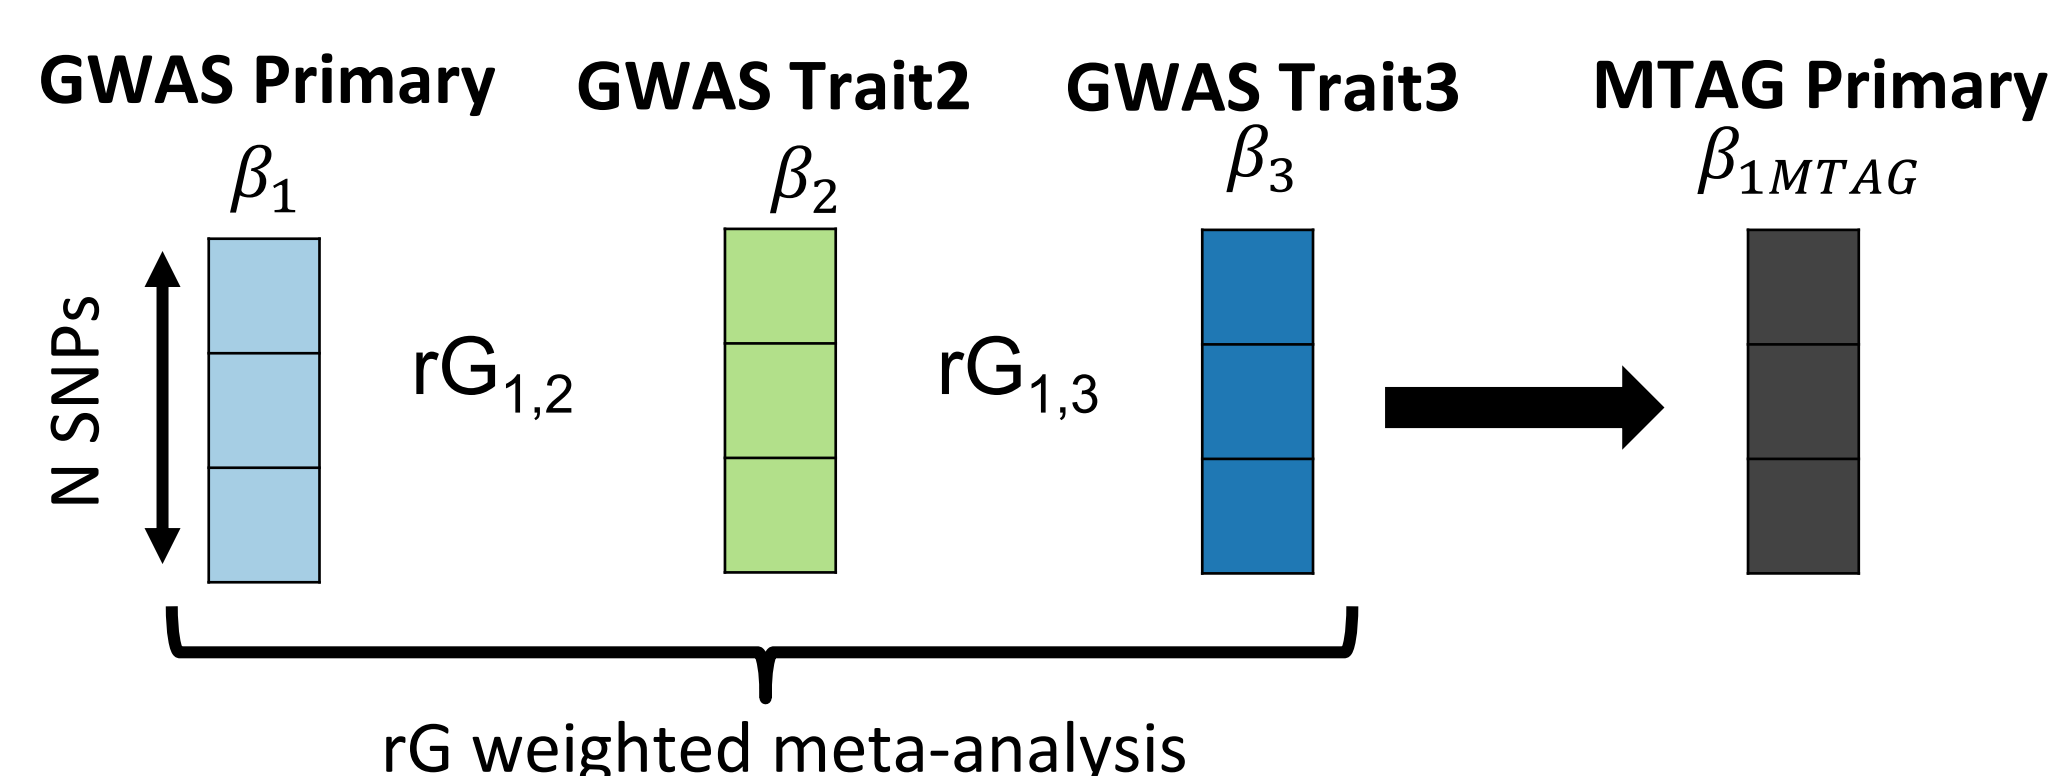 GWAS Primary
GWAS Trait2
GWAS Trait3
MTAG Primary
β₁
β₂
β₃
β₁MTAG
N SNPs
rG₁,₂
rG₁,₃
rG weighted meta-analysis